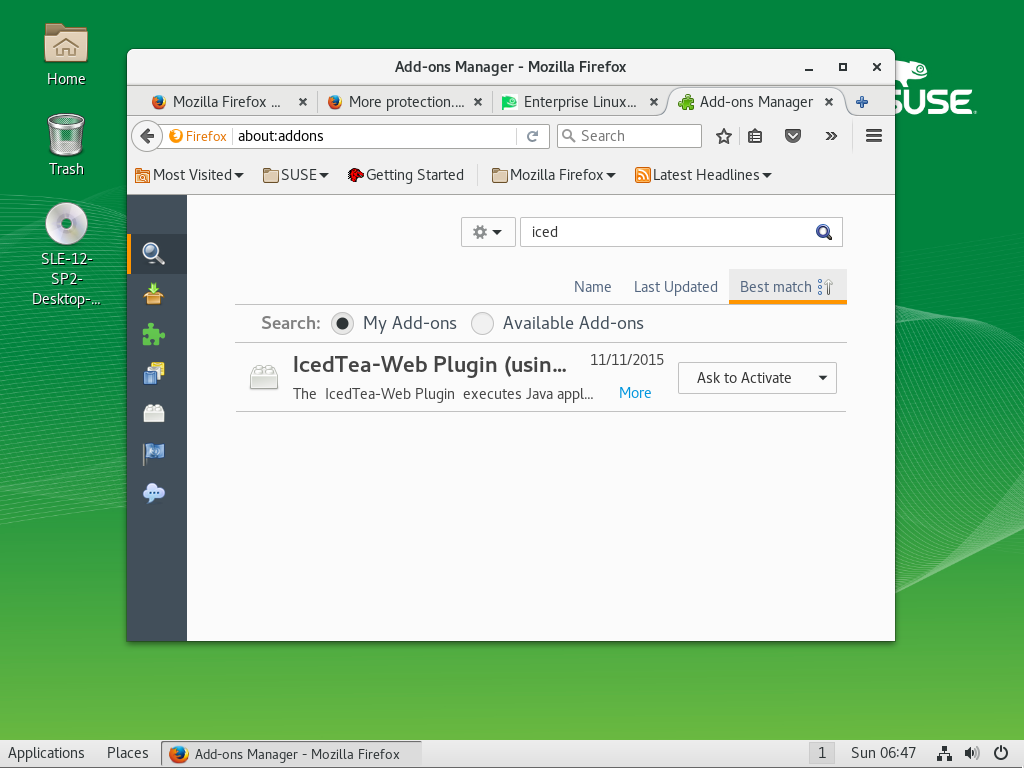 Home
Trash
SLE-12-
SP2-
Desktop-...
SUSE
Add-ons Manager - Mozilla Firefox
Mozilla Firefox ...
More protection....
Enterprise Linux...
Add-ons Manager
Firefox
about:addons
Search
Most Visited
SUSE
Getting Started
Mozilla Firefox
Latest Headlines
iced
Name
Last Updated
Best match
Search:
My Add-ons
Available Add-ons
IcedTea-Web Plugin (usin...
11/11/2015
Ask to Activate
The IcedTea-Web Plugin executes Java appl...
More
Applications
Places
Add-ons Manager - Mozilla Firefox
1
Sun 06:47